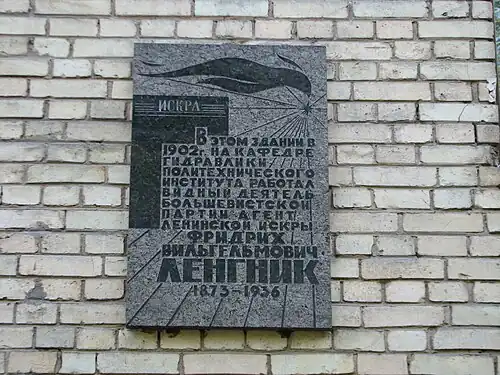 ИСКРА
В ЭТОМ ЗДАНИИ В
1902 г. НА КАФЕДРЕ
ГИДРАВЛИКИ
ПОЛИТЕХНИЧЕСКОГО
ИНСТИТУТА РАБОТАЛ
ВИДНЫЙ ДЕЯТЕЛЬ
БОЛЬШЕВИСТСКОЙ
ПАРТИИ АГЕНТ
ЛЕНИНСКОЙ ИСКРЫ
ФРИДРИХ
ВИЛЬГЕЛЬМОВИЧ
ЛЕНГНИК
1873-1936